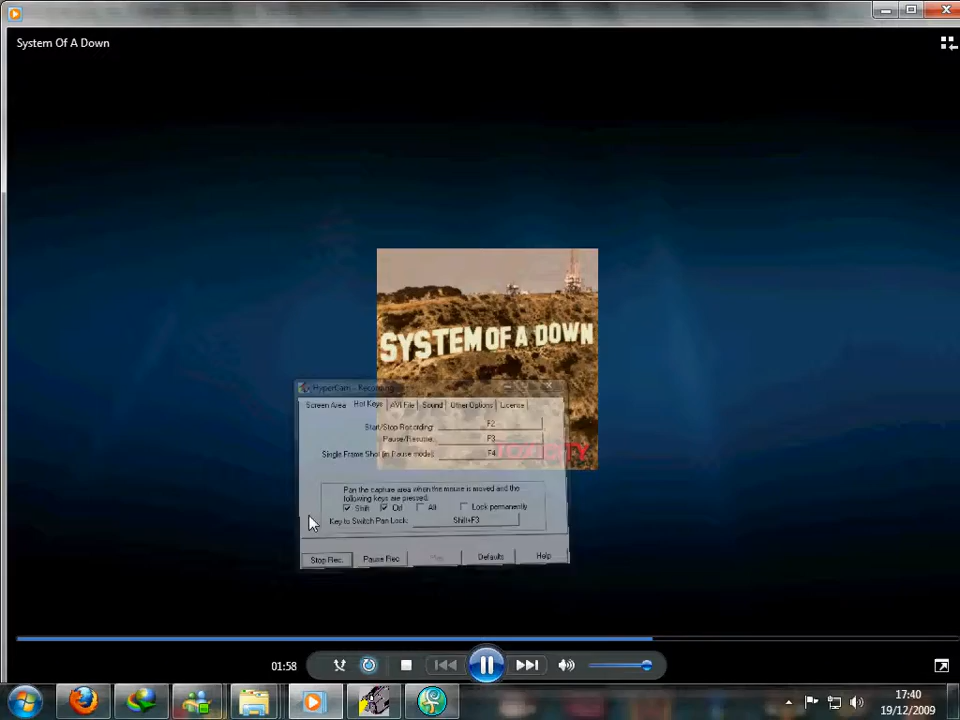 System Of A Down
SYSTEM OF A DOWN
HyperCam - Recording
Screen Area Hot Keys AVI File Sound Other Options License
Start/Stop Recording: F2
Pause/Resume: F3
Single Frame Shot (in Pause mode): F4
TOXICITY
Pan the capture area when the mouse is moved and the
following keys are pressed:
Shift Ctrl Alt Lock permanently
Key to Switch Pan Lock: Shift+F3
Stop Rec. Pause Rec. Defaults Help
01:58
17:40
19/12/2009